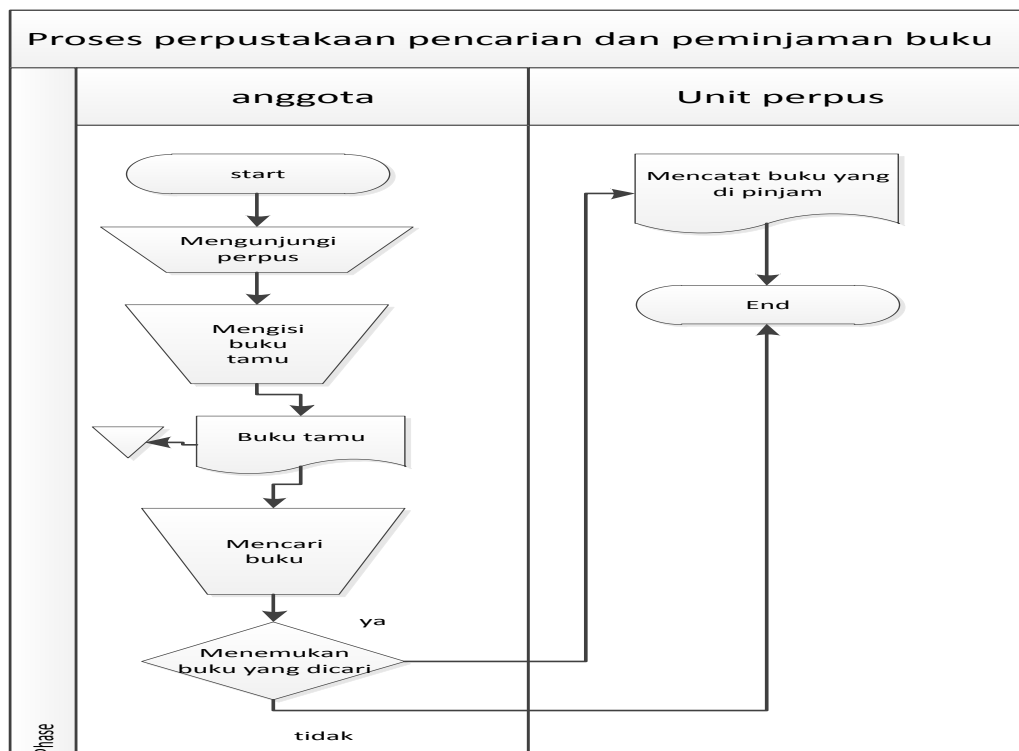 Proses perpustakaan pencarian dan peminjaman buku
anggota
Unit perpus
start
Mengunjungi
perpus
Mengisi
buku
tamu
Buku tamu
Mencari
buku
ya
Menemukan
buku yang dicari
tidak
Mencatat buku yang
di pinjam
End
Phase